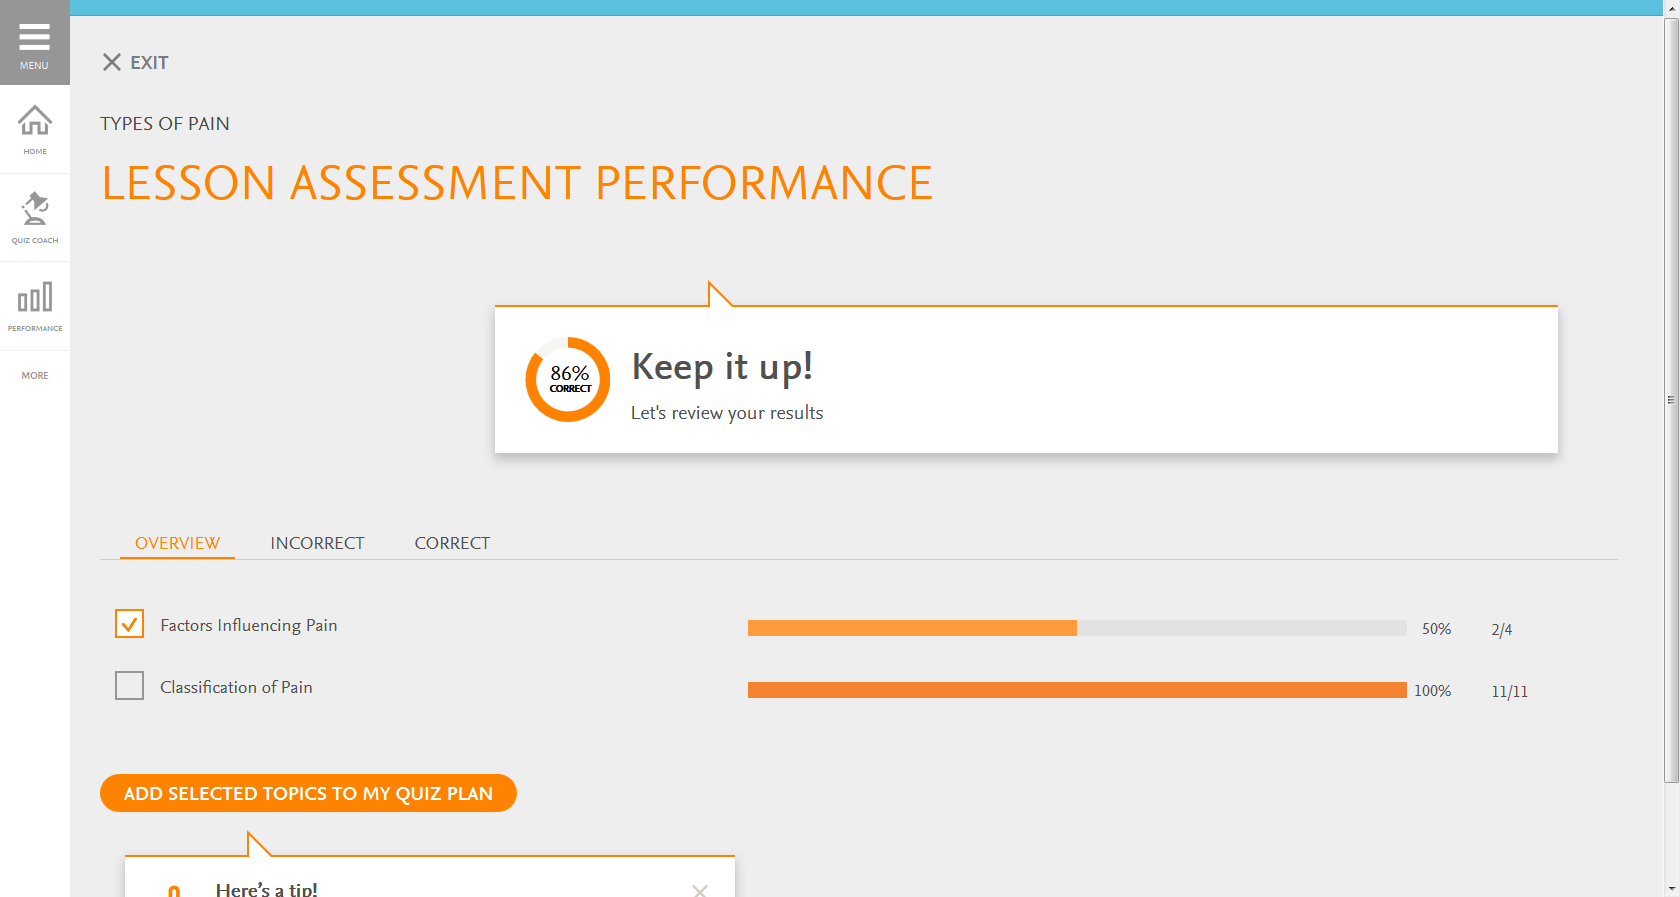 MENU
HOME
QUIZ COACH
PERFORMANCE
MORE
EXIT
TYPES OF PAIN
LESSON ASSESSMENT PERFORMANCE
86%
CORRECT
Keep it up!
Let's review your results
OVERVIEW INCORRECT CORRECT
Factors Influencing Pain 50% 2/4
Classification of Pain 100% 11/11
ADD SELECTED TOPICS TO MY QUIZ PLAN
Here’s a tip!